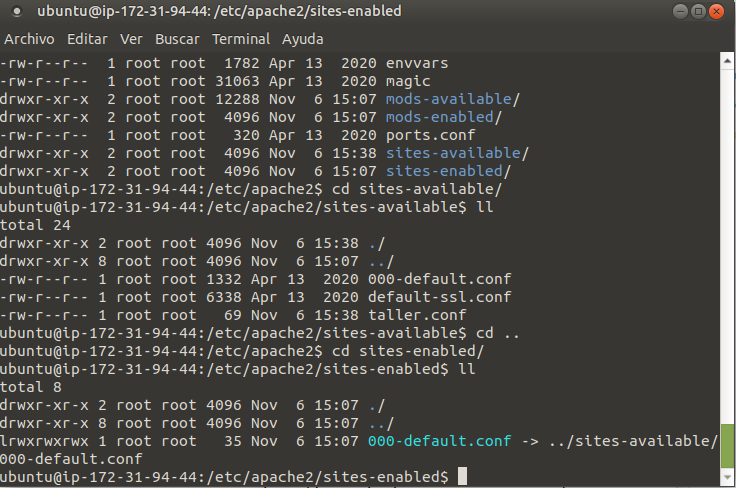 ubuntu@ip-172-31-94-44: /etc/apache2/sites-enabled
Archivo Editar Ver Buscar Terminal Ayuda
-rw-r--r--  1 root root  1782 Apr 13  2020 envvars
-rw-r--r--  1 root root 31063 Apr 13  2020 magic
drwxr-xr-x  2 root root 12288 Nov  6 15:07 mods-available/
drwxr-xr-x  2 root root  4096 Nov  6 15:07 mods-enabled/
-rw-r--r--  1 root root   320 Apr 13  2020 ports.conf
drwxr-xr-x  2 root root  4096 Nov  6 15:38 sites-available/
drwxr-xr-x  2 root root  4096 Nov  6 15:07 sites-enabled/
ubuntu@ip-172-31-94-44:/etc/apache2$ cd sites-available/
ubuntu@ip-172-31-94-44:/etc/apache2/sites-available$ ll
total 24
drwxr-xr-x 2 root root 4096 Nov  6 15:38 ./
drwxr-xr-x 8 root root 4096 Nov  6 15:07 ../
-rw-r--r-- 1 root root 1332 Apr 13  2020 000-default.conf
-rw-r--r-- 1 root root 6338 Apr 13  2020 default-ssl.conf
-rw-r--r-- 1 root root   69 Nov  6 15:38 taller.conf
ubuntu@ip-172-31-94-44:/etc/apache2/sites-available$ cd ..
ubuntu@ip-172-31-94-44:/etc/apache2$ cd sites-enabled/
ubuntu@ip-172-31-94-44:/etc/apache2/sites-enabled$ ll
total 8
drwxr-xr-x 2 root root 4096 Nov  6 15:07 ./
drwxr-xr-x 8 root root 4096 Nov  6 15:07 ../
lrwxrwxrwx 1 root root   35 Nov  6 15:07 000-default.conf -> ../sites-available/
000-default.conf
ubuntu@ip-172-31-94-44:/etc/apache2/sites-enabled$